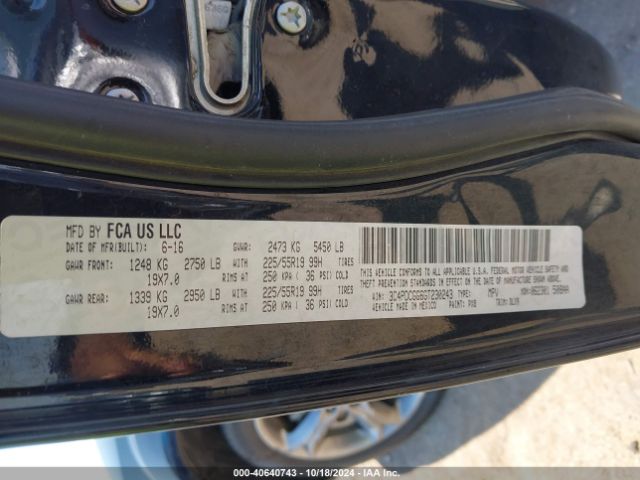 MFD BY FCA US LLC
DATE OF MFR(BUILT): 6-16 GVWR: 2473 KG 5450 LB
GAWR FRONT: 1248 KG 2750 LB WITH 225/55R19 99H TIRES
19X7.0 RIMS AT 250 KPA ( 36 PSI) COLD
GAWR REAR: 1339 KG 2950 LB WITH 225/55R19 99H TIRES
19X7.0 RIMS AT 250 KPA ( 36 PSI) COLD
THIS VEHICLE CONFORMS TO ALL APPLICABLE U.S.A. FEDERAL MOTOR VEHICLE SAFETY AND
THEFT PREVENTION STANDARDS IN EFFECT ON THE DATE OF MANUFACTURE SHOWN ABOVE.
VIN: TYPE: MPV
VEHICLE MADE IN MEXICO PAINT: PX8 TRIM:
000-40640743 - 10/18/2024 - IAA Inc.